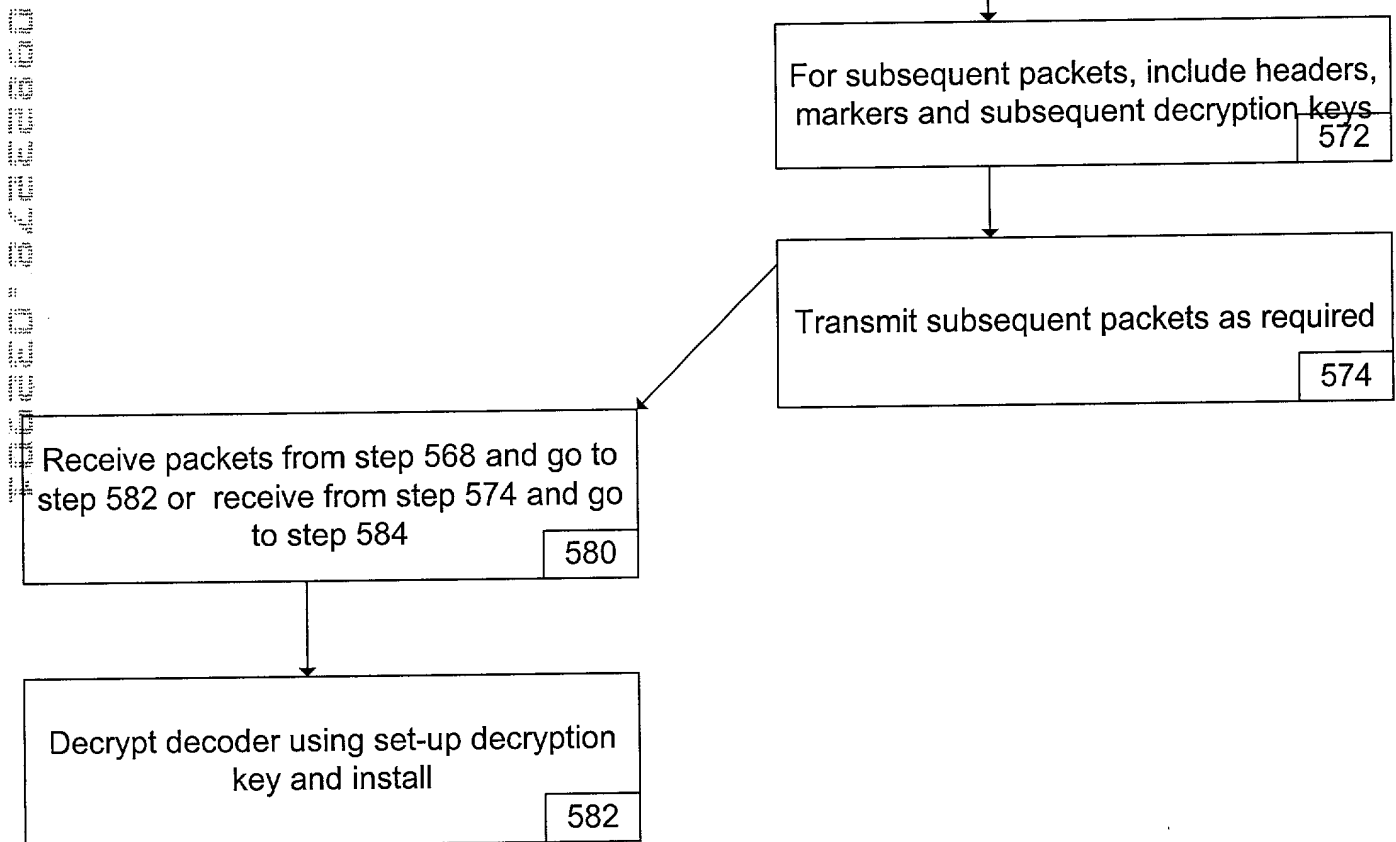 For subsequent packets, include headers,
markers and subsequent decryption keys
572
Transmit subsequent packets as required
574
Receive packets from step 568 and go to
step 582 or receive from step 574 and go
to step 584
580
Decrypt decoder using set-up decryption
key and install
582